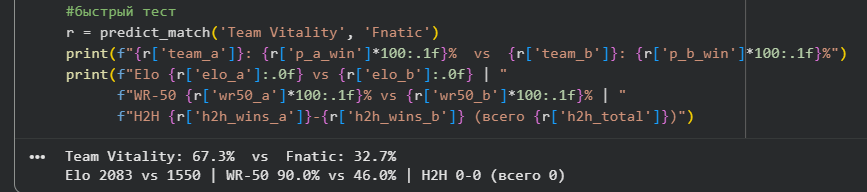 #быстрый тест
r = predict_match('Team Vitality', 'Fnatic')
print(f"{r['team_a']}: {r['p_a_win']*100:.1f}%  vs  {r['team_b']}: {r['p_b_win']*100:.1f}%")
print(f"Elo {r['elo_a']:.0f} vs {r['elo_b']:.0f} | "
      f"WR-50 {r['wr50_a']*100:.1f}% vs {r['wr50_b']*100:.1f}% | "
      f"H2H {r['h2h_wins_a']}-{r['h2h_wins_b']} (всего {r['h2h_total']})")
••• Team Vitality: 67.3%  vs  Fnatic: 32.7%
Elo 2083 vs 1550 | WR-50 90.0% vs 46.0% | H2H 0-0 (всего 0)